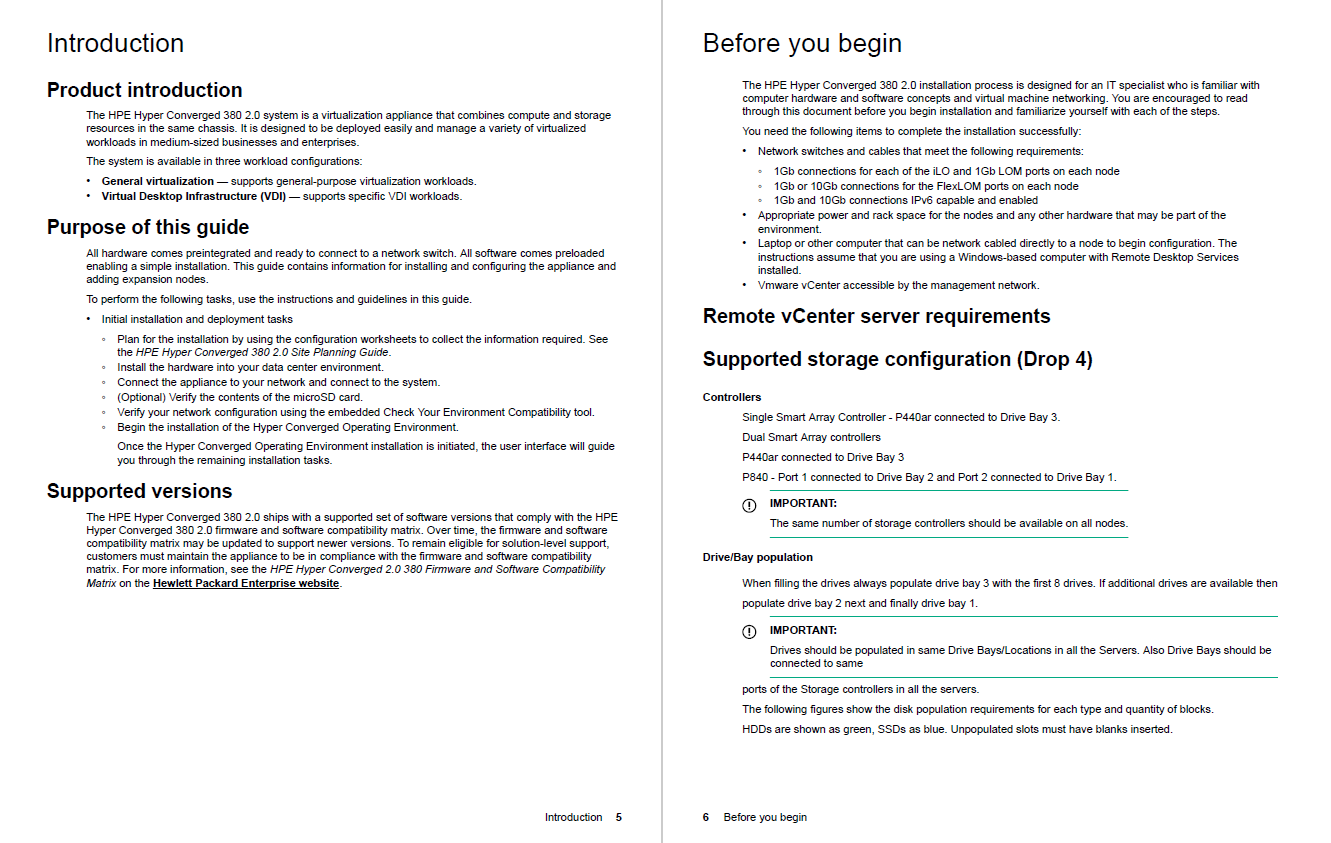 Introduction
Product introduction
The HPE Hyper Converged 380 2.0 system is a virtualization appliance that combines compute and storage
resources in the same chassis. It is designed to be deployed easily and manage a variety of virtualized
workloads in medium-sized businesses and enterprises.
The system is available in three workload configurations:
• General virtualization — supports general-purpose virtualization workloads.
• Virtual Desktop Infrastructure (VDI) — supports specific VDI workloads.
Purpose of this guide
All hardware comes preintegrated and ready to connect to a network switch. All software comes preloaded
enabling a simple installation. This guide contains information for installing and configuring the appliance and
adding expansion nodes.
To perform the following tasks, use the instructions and guidelines in this guide.
• Initial installation and deployment tasks
◦ Plan for the installation by using the configuration worksheets to collect the information required. See
the HPE Hyper Converged 380 2.0 Site Planning Guide.
◦ Install the hardware into your data center environment.
◦ Connect the appliance to your network and connect to the system.
◦ (Optional) Verify the contents of the microSD card.
◦ Verify your network configuration using the embedded Check Your Environment Compatibility tool.
◦ Begin the installation of the Hyper Converged Operating Environment.
Once the Hyper Converged Operating Environment installation is initiated, the user interface will guide
you through the remaining installation tasks.
Supported versions
The HPE Hyper Converged 380 2.0 ships with a supported set of software versions that comply with the HPE
Hyper Converged 380 2.0 firmware and software compatibility matrix. Over time, the firmware and software
compatibility matrix may be updated to support newer versions. To remain eligible for solution-level support,
customers must maintain the appliance to be in compliance with the firmware and software compatibility
matrix. For more information, see the HPE Hyper Converged 2.0 380 Firmware and Software Compatibility
Matrix on the Hewlett Packard Enterprise website.
Introduction 5
Before you begin
The HPE Hyper Converged 380 2.0 installation process is designed for an IT specialist who is familiar with
computer hardware and software concepts and virtual machine networking. You are encouraged to read
through this document before you begin installation and familiarize yourself with each of the steps.
You need the following items to complete the installation successfully:
• Network switches and cables that meet the following requirements:
◦ 1Gb connections for each of the iLO and 1Gb LOM ports on each node
◦ 1Gb or 10Gb connections for the FlexLOM ports on each node
◦ 1Gb and 10Gb connections IPv6 capable and enabled
• Appropriate power and rack space for the nodes and any other hardware that may be part of the
environment.
• Laptop or other computer that can be network cabled directly to a node to begin configuration. The
instructions assume that you are using a Windows-based computer with Remote Desktop Services
installed.
• Vmware vCenter accessible by the management network.
Remote vCenter server requirements
Supported storage configuration (Drop 4)
Controllers
Single Smart Array Controller - P440ar connected to Drive Bay 3.
Dual Smart Array controllers
P440ar connected to Drive Bay 3
P840 - Port 1 connected to Drive Bay 2 and Port 2 connected to Drive Bay 1.
IMPORTANT:
The same number of storage controllers should be available on all nodes.
Drive/Bay population
When filling the drives always populate drive bay 3 with the first 8 drives. If additional drives are available then
populate drive bay 2 next and finally drive bay 1.
IMPORTANT:
Drives should be populated in same Drive Bays/Locations in all the Servers. Also Drive Bays should be
connected to same
ports of the Storage controllers in all the servers.
The following figures show the disk population requirements for each type and quantity of blocks.
HDDs are shown as green, SSDs as blue. Unpopulated slots must have blanks inserted.
6 Before you begin